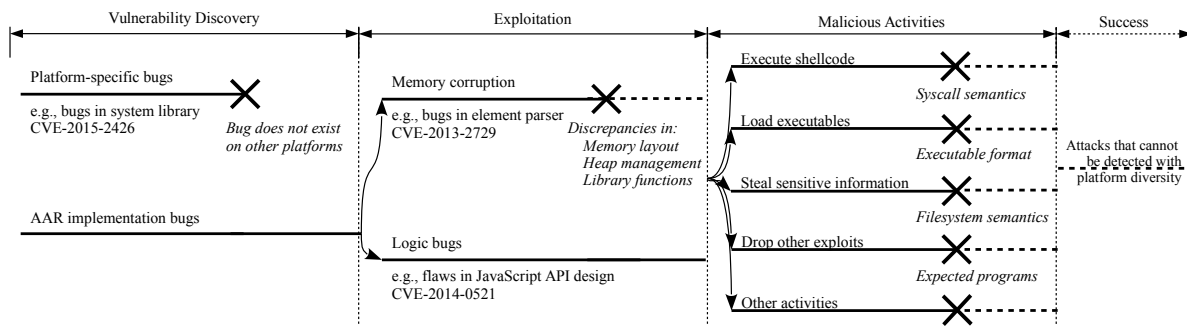 Vulnerability Discovery
Exploitation
Malicious Activities
Success
Platform-specific bugs
e.g., bugs in system library
CVE-2015-2426
Bug does not exist
on other platforms
AAR implementation bugs
Memory corruption
e.g., bugs in element parser
CVE-2013-2729
Discrepancies in:
Memory layout
Heap management
Library functions
Logic bugs
e.g., flaws in JavaScript API design
CVE-2014-0521
Execute shellcode
Syscall semantics
Load executables
Executable format
Steal sensitive information
Filesystem semantics
Drop other exploits
Expected programs
Other activities
Attacks that cannot
be detected with
platform diversity